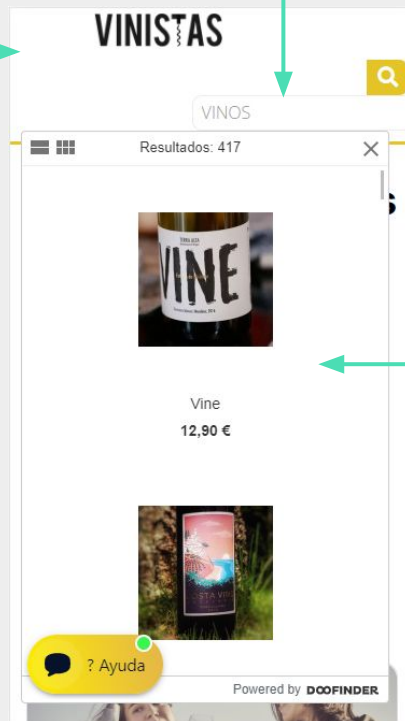 VINISTAS
VINOS
Resultados: 417
S
VINE
Vine
12,90 €
? Ayuda
Powered by DOOFINDER